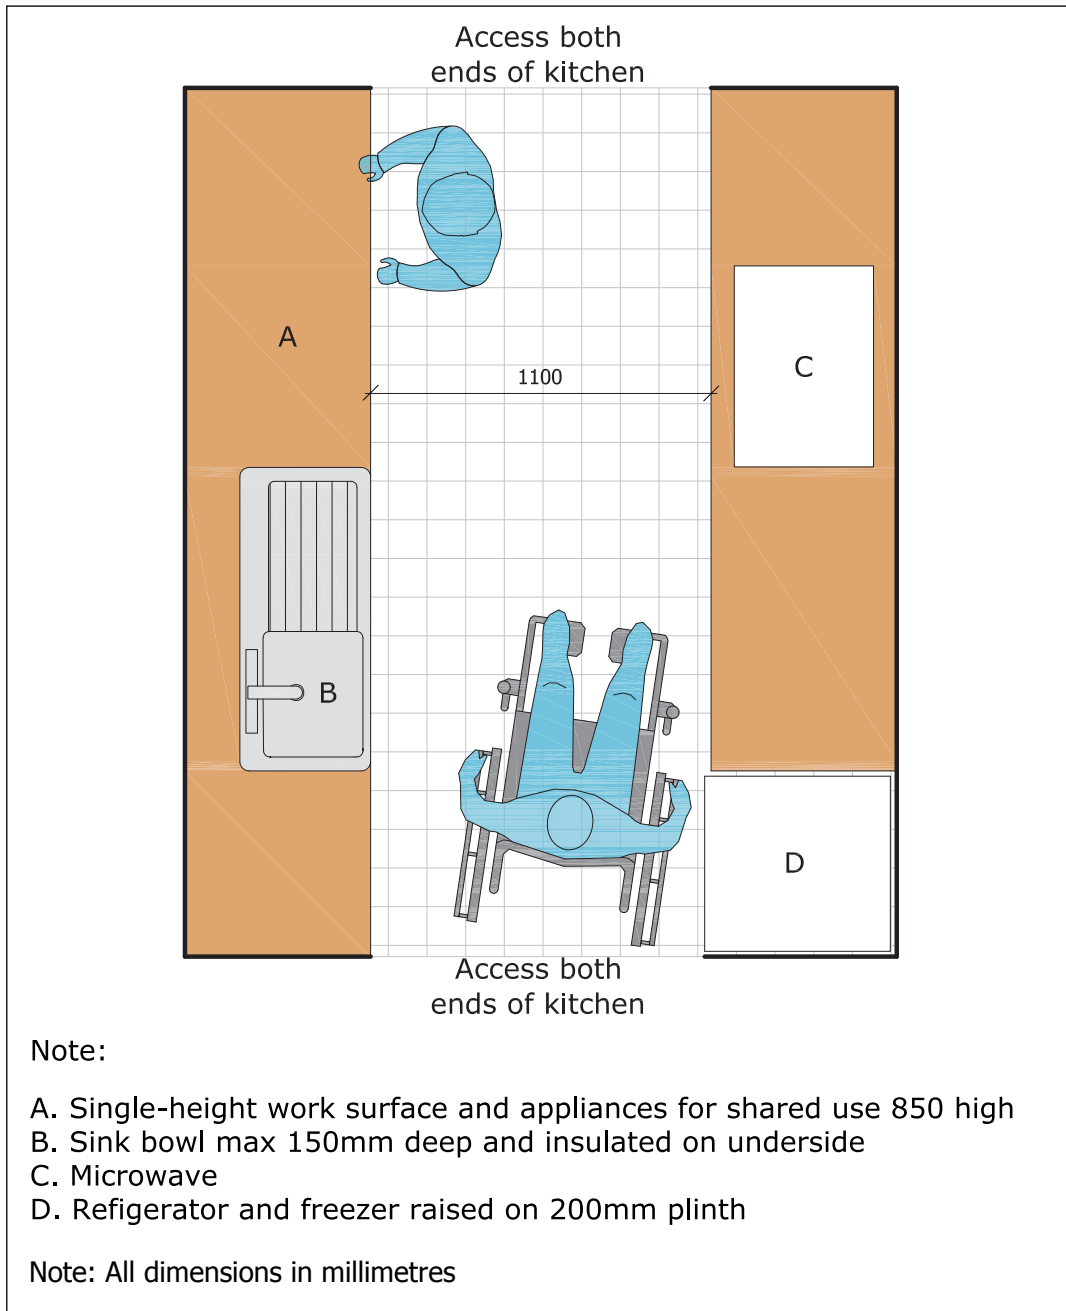 Access both
ends of kitchen
A
C
1100
B
D
Access both
ends of kitchen
Note:
A. Single-height work surface and appliances for shared use 850 high
B. Sink bowl max 150mm deep and insulated on underside
C. Microwave
D. Refigerator and freezer raised on 200mm plinth
Note: All dimensions in millimetres